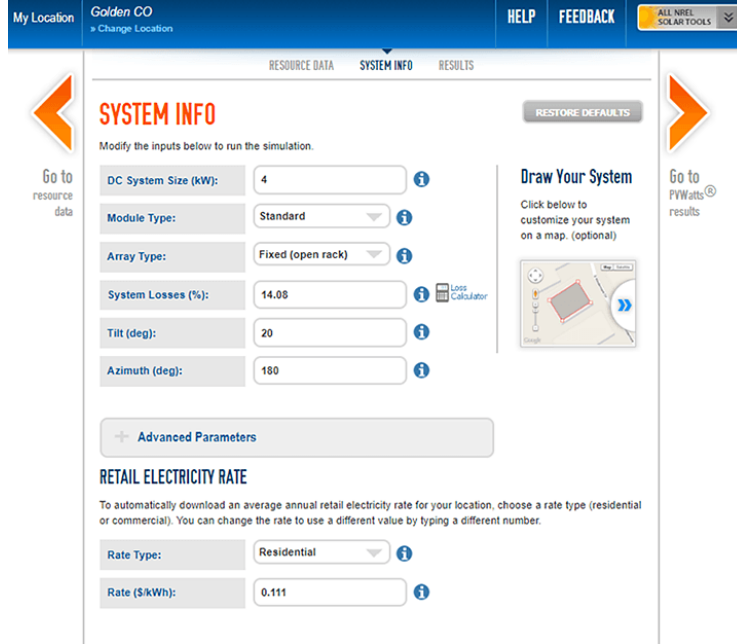 My Location
Golden CO
» Change Location
HELP
FEEDBACK
ALL NREL
SOLAR TOOLS
RESOURCE DATA
SYSTEM INFO
RESULTS
SYSTEM INFO
RESTORE DEFAULTS
Modify the inputs below to run the simulation.
Go to
resource
data
DC System Size (kW):
4
Module Type:
Standard
Array Type:
Fixed (open rack)
System Losses (%):
14.08
Loss
Calculator
Tilt (deg):
20
Azimuth (deg):
180
Draw Your System
Click below to
customize your system
on a map. (optional)
Map
Google
Go to
PVWatts®
results
Advanced Parameters
RETAIL ELECTRICITY RATE
To automatically download an average annual retail electricity rate for your location, choose a rate type (residential
or commercial). You can change the rate to use a different value by typing a different number.
Rate Type:
Residential
Rate ($/kWh):
0.111